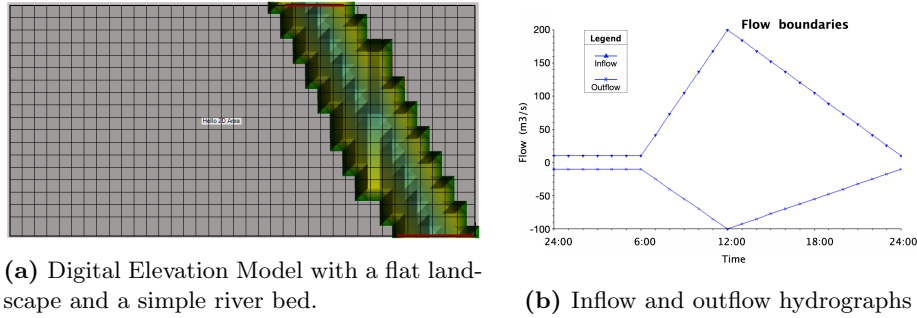 Hello 2D Area
(a) Digital Elevation Model with a flat land-
scape and a simple river bed.
Flow boundaries
Legend
Inflow
Outflow
Flow (m3/s)
200
150
100
50
0
-50
-100
24:00 6:00 12:00 18:00 24:00
Time
(b) Inflow and outflow hydrographs